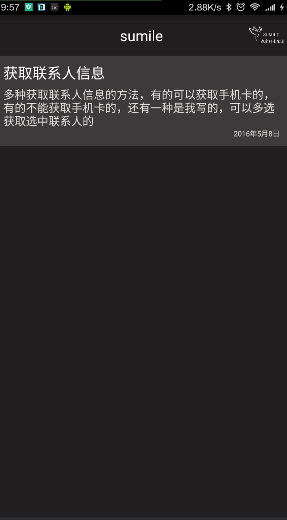 9:57 2.88K/s
sumile
获取联系人信息
多种获取联系人信息的方法，有的可以获取手机卡的，
有的不能获取手机卡的，还有一种是我写的，可以多选
获取选中联系人的
2016年5月8日